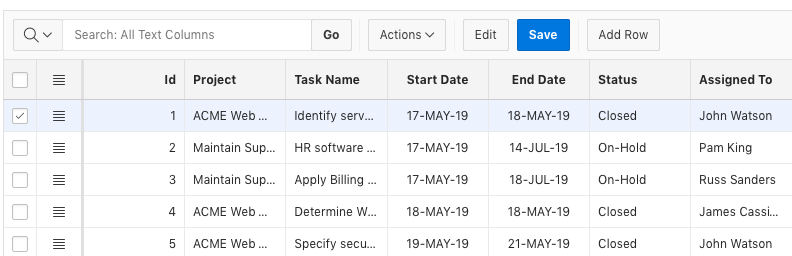 Search: All Text Columns Go Actions Edit Save Add Row
Id Project Task Name Start Date End Date Status Assigned To
1 ACME Web ... Identify serv... 17-MAY-19 18-MAY-19 Closed John Watson
2 Maintain Sup... HR software ... 17-MAY-19 14-JUL-19 On-Hold Pam King
3 Maintain Sup... Apply Billing ... 17-MAY-19 18-JUL-19 On-Hold Russ Sanders
4 ACME Web ... Determine W... 18-MAY-19 18-MAY-19 Closed James Cassi...
5 ACME Web ... Specify secu... 19-MAY-19 21-MAY-19 Closed John Watson